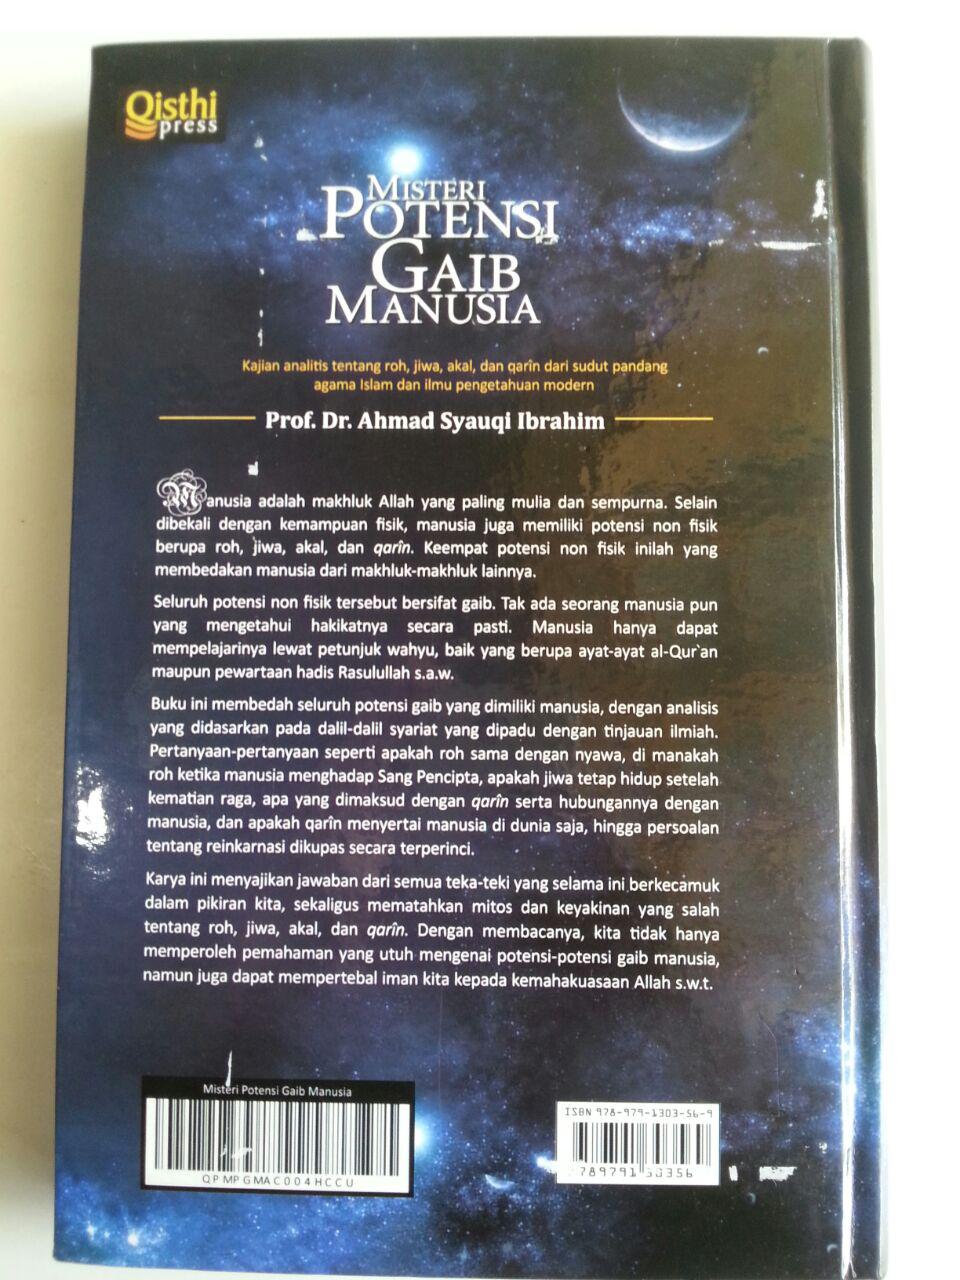 Qisthi
press
MISTERI
POTENSI
GAIB
MANUSIA
Kajian analitis tentang roh, jiwa, akal, dan qarîn dari sudut pandang
agama Islam dan ilmu pengetahuan modern
Prof. Dr. Ahmad Syauqi Ibrahim
Manusia adalah makhluk Allah yang paling mulia dan sempurna. Selain
dibekali dengan kemampuan fisik, manusia juga memiliki potensi non fisik
berupa roh, jiwa, akal, dan qarîn. Keempat potensi non fisik inilah yang
membedakan manusia dari makhluk-makhluk lainnya.
Seluruh potensi non fisik tersebut bersifat gaib. Tak ada seorang manusia pun
yang mengetahui hakikatnya secara pasti. Manusia hanya dapat
mempelajarinya lewat petunjuk wahyu, baik yang berupa ayat-ayat al-Qur`an
maupun pewartaan hadis Rasulullah s.a.w.
Buku ini membedah seluruh potensi gaib yang dimiliki manusia, dengan analisis
yang didasarkan pada dalil-dalil syariat yang dipadu dengan tinjauan ilmiah.
Pertanyaan-pertanyaan seperti apakah roh sama dengan nyawa, di manakah
roh ketika manusia menghadap Sang Pencipta, apakah jiwa tetap hidup setelah
kematian raga, apa yang dimaksud dengan qarîn serta hubungannya dengan
manusia, dan apakah qarîn menyertai manusia di dunia saja, hingga persoalan
tentang reinkarnasi dikupas secara terperinci.
Karya ini menyajikan jawaban dari semua teka-teki yang selama ini berkecamuk
dalam pikiran kita, sekaligus mematahkan mitos dan keyakinan yang salah
tentang roh, jiwa, akal, dan qarîn. Dengan membacanya, kita tidak hanya
memperoleh pemahaman yang utuh mengenai potensi-potensi gaib manusia,
namun juga dapat mempertebal iman kita kepada kemahakuasaan Allah s.w.t.
Misteri Potensi Gaib Manusia
QPMPGMAC004HCCU
ISBN 978-979-1303-56-9